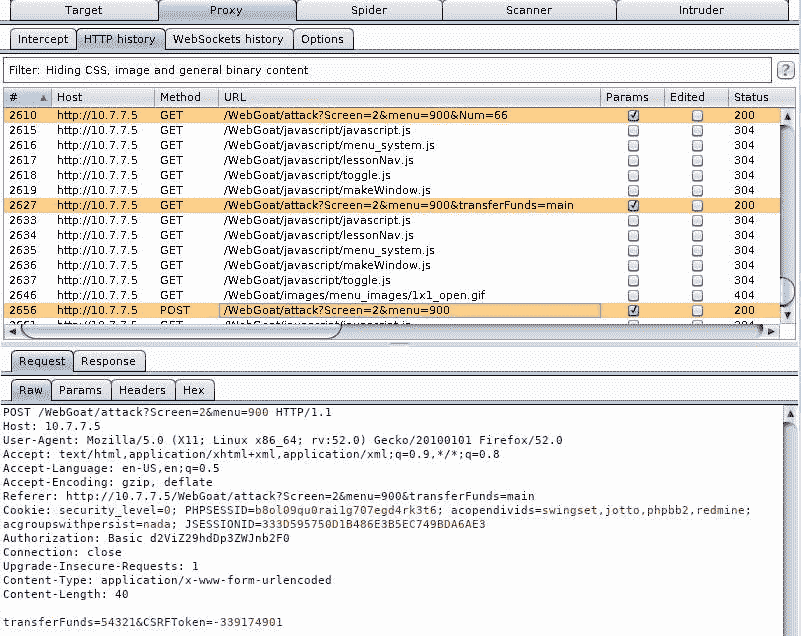 Target Proxy Spider Scanner Intruder
Intercept HTTP history WebSockets history Options
Filter: Hiding CSS, image and general binary content ?
# Host Method URL Params Edited Status
2610 http://10.7.7.5 GET /WebGoat/attack?Screen=2&menu=900&Num=66 200
2615 http://10.7.7.5 GET /WebGoat/javascript/javascript.js 304
2616 http://10.7.7.5 GET /WebGoat/javascript/menu_system.js 304
2617 http://10.7.7.5 GET /WebGoat/javascript/lessonNav.js 304
2618 http://10.7.7.5 GET /WebGoat/javascript/toggle.js 304
2619 http://10.7.7.5 GET /WebGoat/javascript/makeWindow.js 304
2627 http://10.7.7.5 GET /WebGoat/attack?Screen=2&menu=900&transferFunds=main 200
2633 http://10.7.7.5 GET /WebGoat/javascript/javascript.js 304
2634 http://10.7.7.5 GET /WebGoat/javascript/lessonNav.js 304
2635 http://10.7.7.5 GET /WebGoat/javascript/menu_system.js 304
2636 http://10.7.7.5 GET /WebGoat/javascript/makeWindow.js 304
2637 http://10.7.7.5 GET /WebGoat/javascript/toggle.js 304
2646 http://10.7.7.5 GET /WebGoat/images/menu_images/1x1_open.gif 404
2656 http://10.7.7.5 POST /WebGoat/attack?Screen=2&menu=900 200
Request Response
Raw Params Headers Hex
POST /WebGoat/attack?Screen=2&menu=900 HTTP/1.1
Host: 10.7.7.5
User-Agent: Mozilla/5.0 (X11; Linux x86_64; rv:52.0) Gecko/20100101 Firefox/52.0
Accept: text/html,application/xhtml+xml,application/xml;q=0.9,*/*;q=0.8
Accept-Language: en-US,en;q=0.5
Accept-Encoding: gzip, deflate
Referer: http://10.7.7.5/WebGoat/attack?Screen=2&menu=900&transferFunds=main
Cookie: security_level=0; PHPSESSID=b8ol09qu0rai1g707egd4rk3t6; acopendivids=swingset,jotto,phpbb2,redmine;
acgroupswithpersist=nada; JSESSIONID=333D595750D1B486E3B5EC749BDA6AE3
Authorization: Basic d2ViZ29hdDp3ZWJnb2F0
Connection: close
Upgrade-Insecure-Requests: 1
Content-Type: application/x-www-form-urlencoded
Content-Length: 40
transferFunds=54321&CSRFToken=-339174901